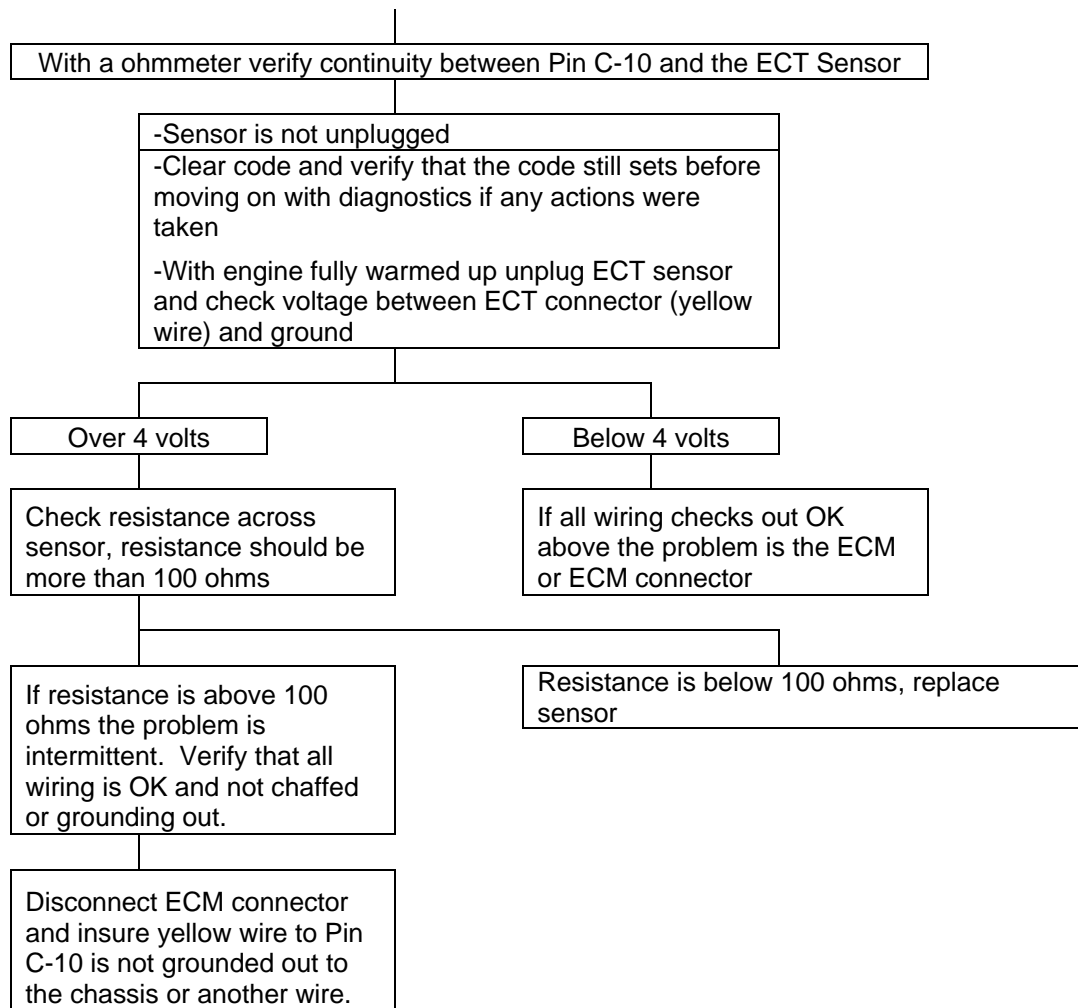 With a ohmmeter verify continuity between Pin C-10 and the ECT Sensor
-Sensor is not unplugged
-Clear code and verify that the code still sets before
moving on with diagnostics if any actions were
taken
-With engine fully warmed up unplug ECT sensor
and check voltage between ECT connector (yellow
wire) and ground
Over 4 volts
Below 4 volts
Check resistance across
sensor, resistance should be
more than 100 ohms
If all wiring checks out OK
above the problem is the ECM
or ECM connector
If resistance is above 100
ohms the problem is
intermittent.  Verify that all
wiring is OK and not chaffed
or grounding out.
Resistance is below 100 ohms, replace
sensor
Disconnect ECM connector
and insure yellow wire to Pin
C-10 is not grounded out to
the chassis or another wire.